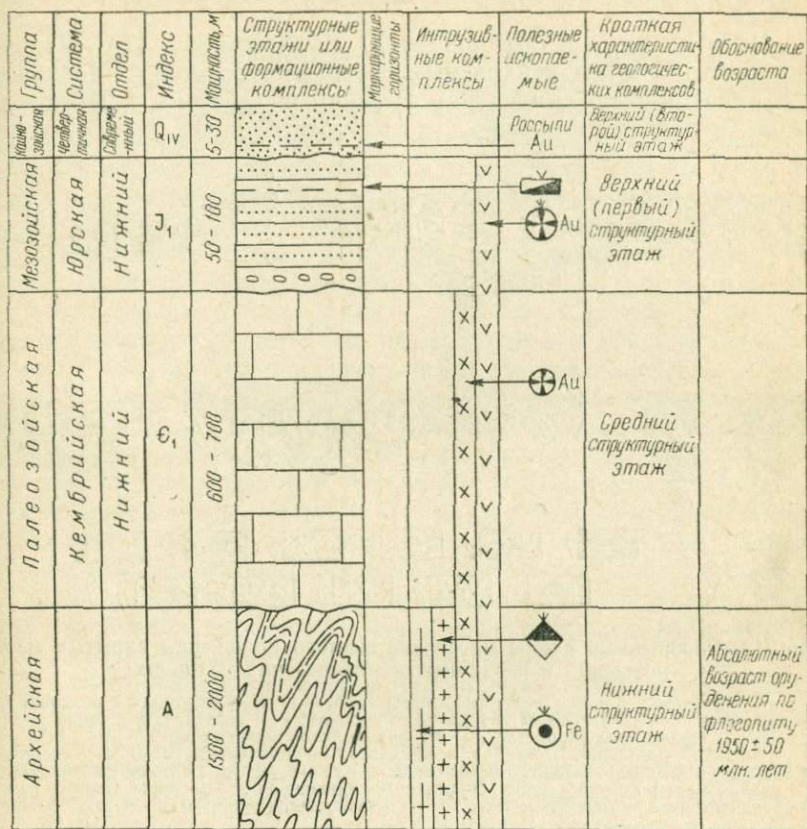 Группа
Система
Отдел
Индекс
Мощность, м
Структурные
этажи или
формационные
комплексы
Маркирующие
горизонты
Интрузив-
ные ком-
плексы
Полезные
ископае-
мые
Краткая
характеристи-
ка геологичес-
ких комплексов
Обоснование
возраста
Кайно-
зойская
Четвер-
тичная
Совреме
-нный
QIV
5-30
Россыпи
Au
Верхний (вто-
рой) структур-
ный этаж
Мезозойская
Юрская
Нижний
J1
50 - 100
Au
Верхний
(первый)
структурный
этаж
Палеозойская
Кембрийская
Нижний
Є1
600 - 700
Au
Средний
структурный
этаж
Архейская
А
1500 - 2000
Fe
Нижний
структурный
этаж
Абсолютный
возраст ору-
денения по
флогопиту
1950 ± 50
млн. лет